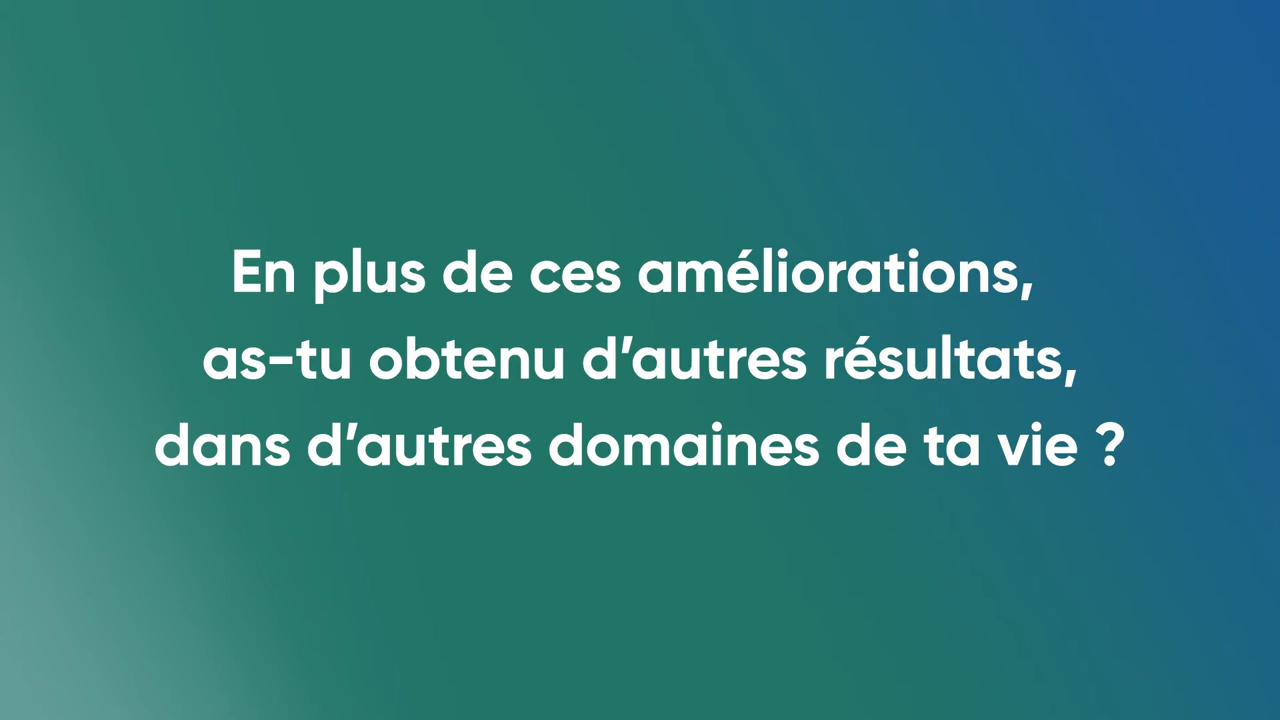 En plus de ces améliorations,
as-tu obtenu d’autres résultats,
dans d’autres domaines de ta vie ?